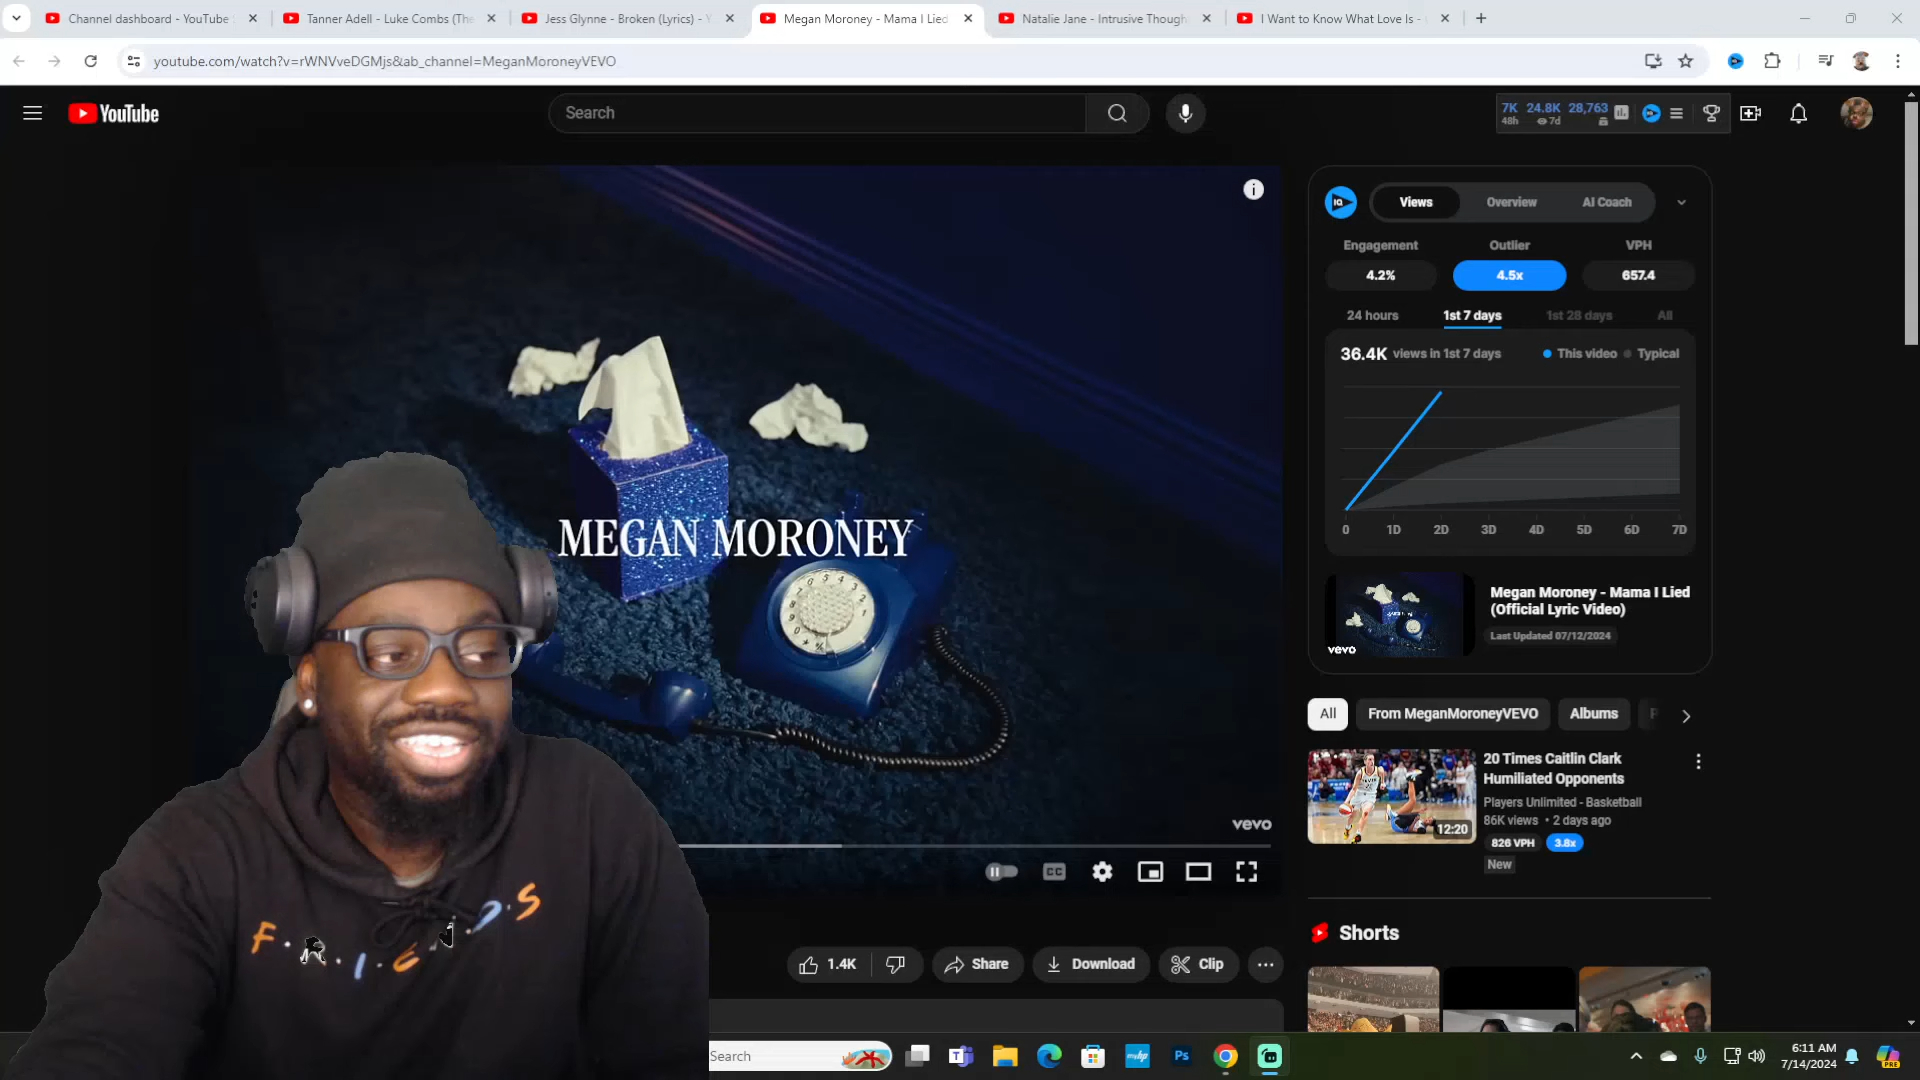 Channel dashboard - YouTube
Tanner Adell - Luke Combs (The
Jess Glynne - Broken (Lyrics) - Y
Megan Moroney - Mama I Lied
Natalie Jane - Intrusive Though
I Want to Know What Love Is -
youtube.com/watch?v=rWNVveDGMjs&ab_channel=MeganMoroneyVEVO
YouTube
Search
7K 24.8K 28,763
48h 7d
Views Overview AI Coach
Engagement Outlier VPH
4.2% 4.5x 657.4
24 hours 1st 7 days 1st 28 days All
36.4K views in 1st 7 days This video Typical
0 1D 2D 3D 4D 5D 6D 7D
MEGAN MORONEY
vevo
Megan Moroney - Mama I Lied
(Official Lyric Video)
Last Updated 07/12/2024
vevo
All From MeganMoroneyVEVO Albums
20 Times Caitlin Clark
Humiliated Opponents
Players Unlimited - Basketball
86K views • 2 days ago
12:20
826 VPH 3.8x
New
CC
F.R.I.E.N.D.S
1.4K Share Download Clip
Shorts
Search
myhp
Ps
PRE
6:11 AM
7/14/2024